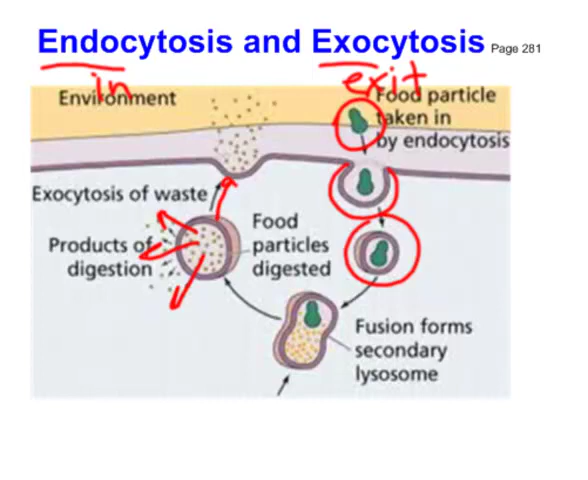 Endocytosis and Exocytosis Page 281
in
exit
Environment
Food particle
taken in
by endocytosis
Exocytosis of waste
Food
particles
digested
Products of
digestion
Fusion forms
secondary
lysosome